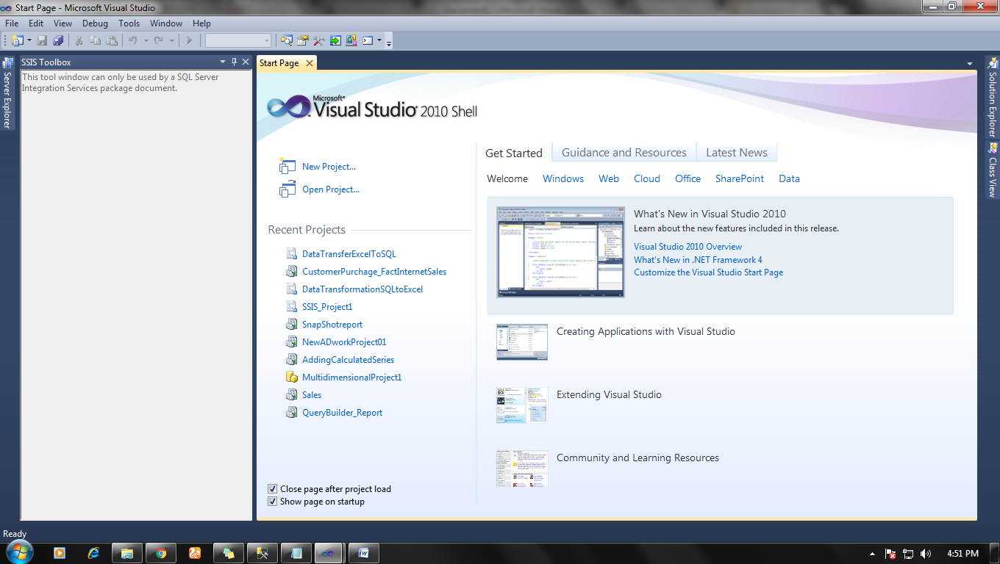 Start Page - Microsoft Visual Studio
File Edit View Debug Tools Window Help
Server Explorer
SSIS Toolbox
This tool window can only be used by a SQL Server
Integration Services package document.
Start Page
Microsoft®
Visual Studio® 2010 Shell
New Project...
Open Project...
Recent Projects
DataTransferExcelToSQL
CustomerPurchage_FactInternetSales
DataTransformationSQLtoExcel
SSIS_Project1
SnapShotreport
NewADworkProject01
AddingCalculatedSeries
MultidimensionalProject1
Sales
QueryBuilder_Report
Close page after project load
Show page on startup
Get Started Guidance and Resources Latest News
Welcome Windows Web Cloud Office SharePoint Data
What's New in Visual Studio 2010
Learn about the new features included in this release.
Visual Studio 2010 Overview
What's New in .NET Framework 4
Customize the Visual Studio Start Page
Creating Applications with Visual Studio
Extending Visual Studio
Community and Learning Resources
Solution Explorer
Class View
Ready
4:51 PM